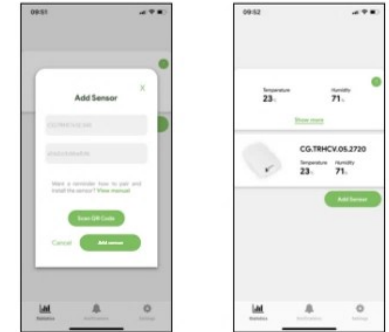 09:51
Add Sensor
X
Want a reminder how to pair and
install the sensor? View manual
Scan QR Code
Cancel
Add sensor
Statistics
Notifications
Settings
09:52
Temperature
Humidity
23
71
Show more
CG.TRHCV.0S.2720
Temperature
Humidity
23
71
Add Sensor
Statistics
Notifications
Settings